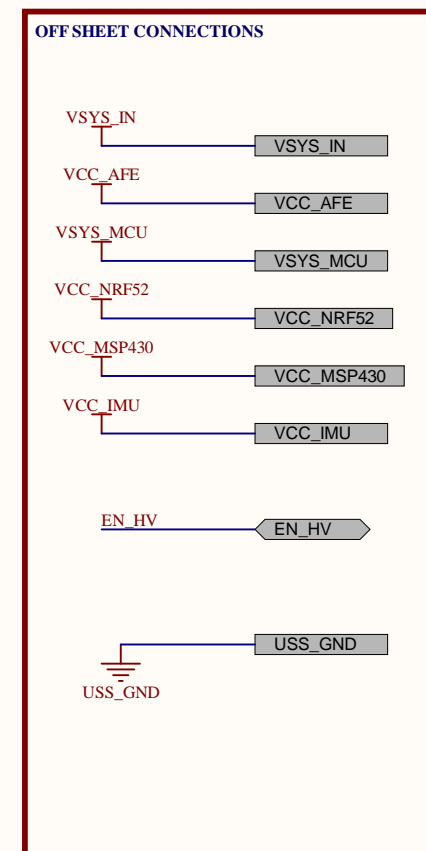 OFF SHEET CONNECTIONS
VSYS_IN
VSYS_IN
VCC_AFE
VCC_AFE
VSYS_MCU
VSYS_MCU
VCC_NRF52
VCC_NRF52
VCC_MSP430
VCC_MSP430
VCC_IMU
VCC_IMU
EN_HV
EN_HV
USS_GND
USS_GND